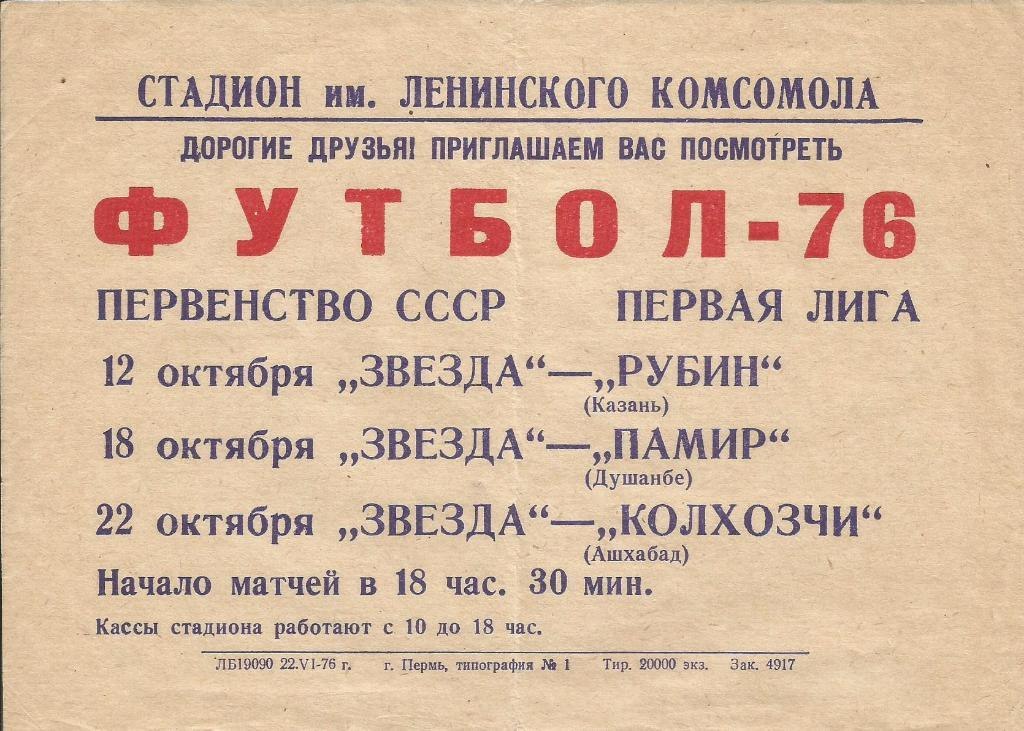 СТАДИОН им. ЛЕНИНСКОГО КОМСОМОЛА
ДОРОГИЕ ДРУЗЬЯ! ПРИГЛАШАЕМ ВАС ПОСМОТРЕТЬ
ФУТБОЛ-76
ПЕРВЕНСТВО СССР ПЕРВАЯ ЛИГА
12 октября „ЗВЕЗДА“—„РУБИН“
(Казань)
18 октября „ЗВЕЗДА“—„ПАМИР“
(Душанбе)
22 октября „ЗВЕЗДА“—„КОЛХОЗЧИ“
(Ашхабад)
Начало матчей в 18 час. 30 мин.
Кассы стадиона работают с 10 до 18 час.
ЛБ19090 22.VI-76 г. г. Пермь, типография № 1 Тир. 20000 экз. Зак. 4917